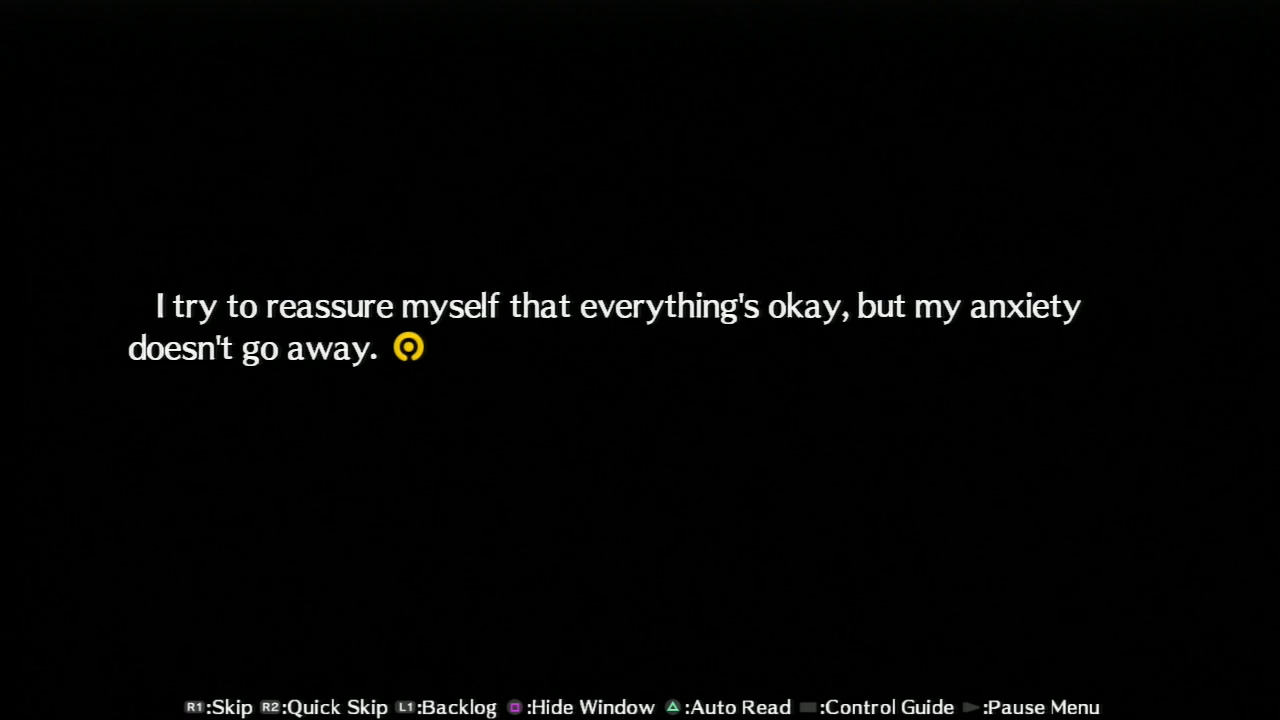 I try to reassure myself that everything's okay, but my anxiety
doesn't go away.
R1:Skip R2:Quick Skip L1:Backlog :Hide Window :Auto Read :Control Guide :Pause Menu